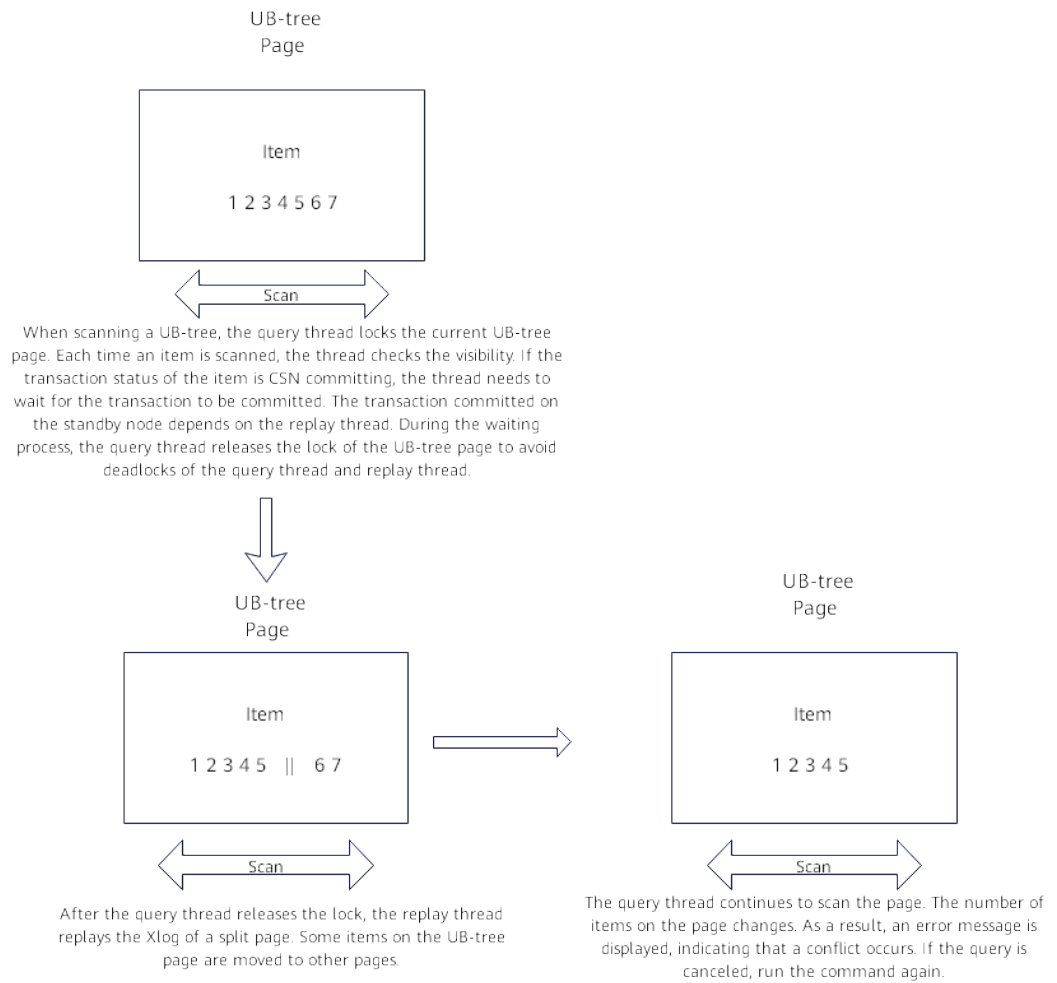 UB-tree
Page
Item
1 2 3 4 5 6 7
Scan
When scanning a UB-tree, the query thread locks the current UB-tree
page. Each time an item is scanned, the thread checks the visibility. If the
transaction status of the item is CSN committing, the thread needs to
wait for the transaction to be committed. The transaction committed on
the standby node depends on the replay thread. During the waiting
process, the query thread releases the lock of the UB-tree page to avoid
deadlocks of the query thread and replay thread.
UB-tree
Page
Item
1 2 3 4 5 || 6 7
Scan
After the query thread releases the lock, the replay thread
replays the Xlog of a split page. Some items on the UB-tree
page are moved to other pages.
UB-tree
Page
Item
1 2 3 4 5
Scan
The query thread continues to scan the page. The number of
items on the page changes. As a result, an error message is
displayed, indicating that a conflict occurs. If the query is
canceled, run the command again.